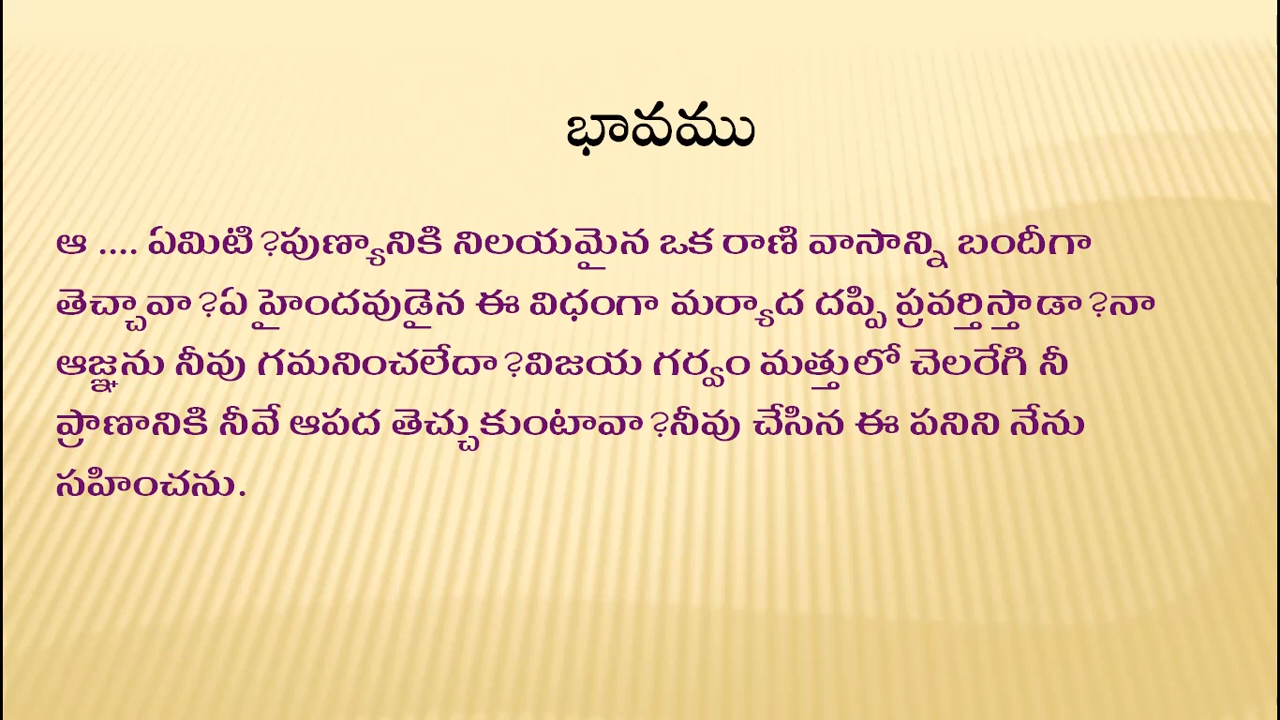 భావము
ఆ .... ఏమిటి ?పుణ్యానికి నిలయమైన ఒక రాణి వాసాన్ని బందీగా
తెచ్చావా ?ఏ హైందవుడైన ఈ విధంగా మర్యాద దప్పి ప్రవర్తిస్తాడా ?నా
ఆజ్ఞను నీవు గమనించలేదా ?విజయ గర్వం మత్తులో చెలరేగి నీ
ప్రాణానికి నీవే ఆపద తెచ్చుకుంటావా ?నీవు చేసిన ఈ పనిని నేను
సహించను.